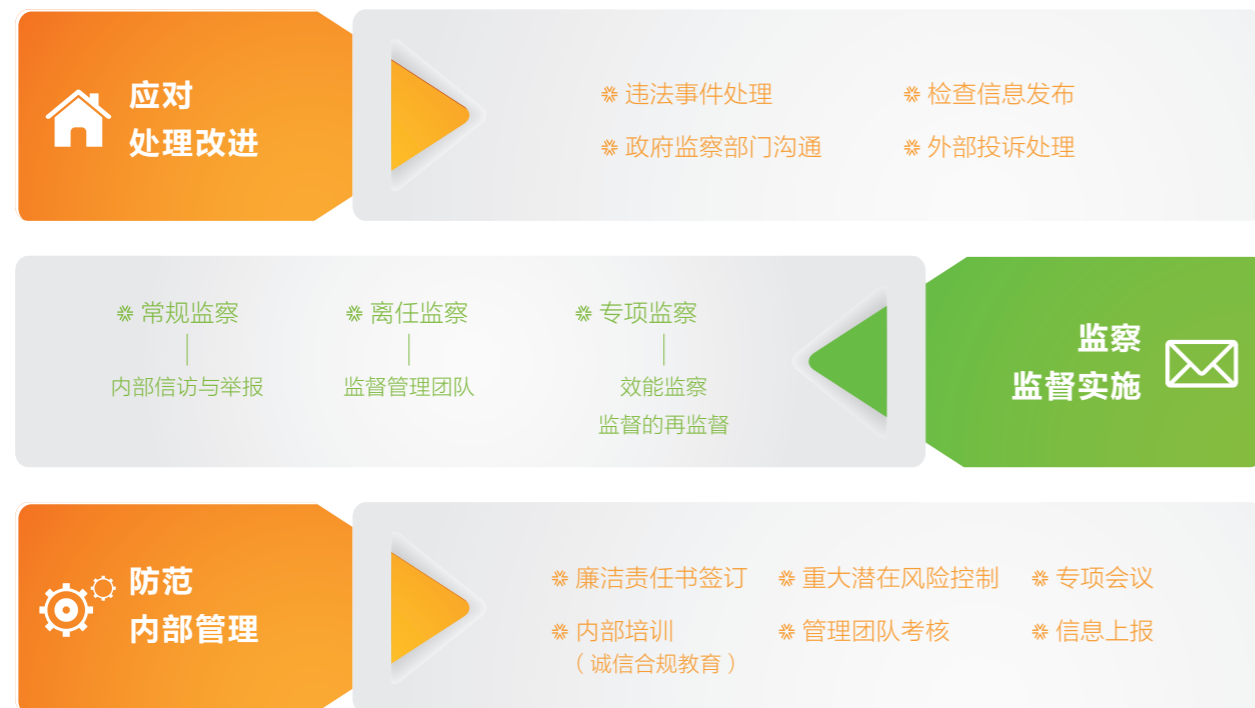 应对
处理改进
违法事件处理
检查信息发布
政府监察部门沟通
外部投诉处理
常规监察
离任监察
专项监察
内部信访与举报
监督管理团队
效能监察
监督的再监督
监察
监督实施
防范
内部管理
廉洁责任书签订
重大潜在风险控制
专项会议
内部培训
(诚信合规教育)
管理团队考核
信息上报